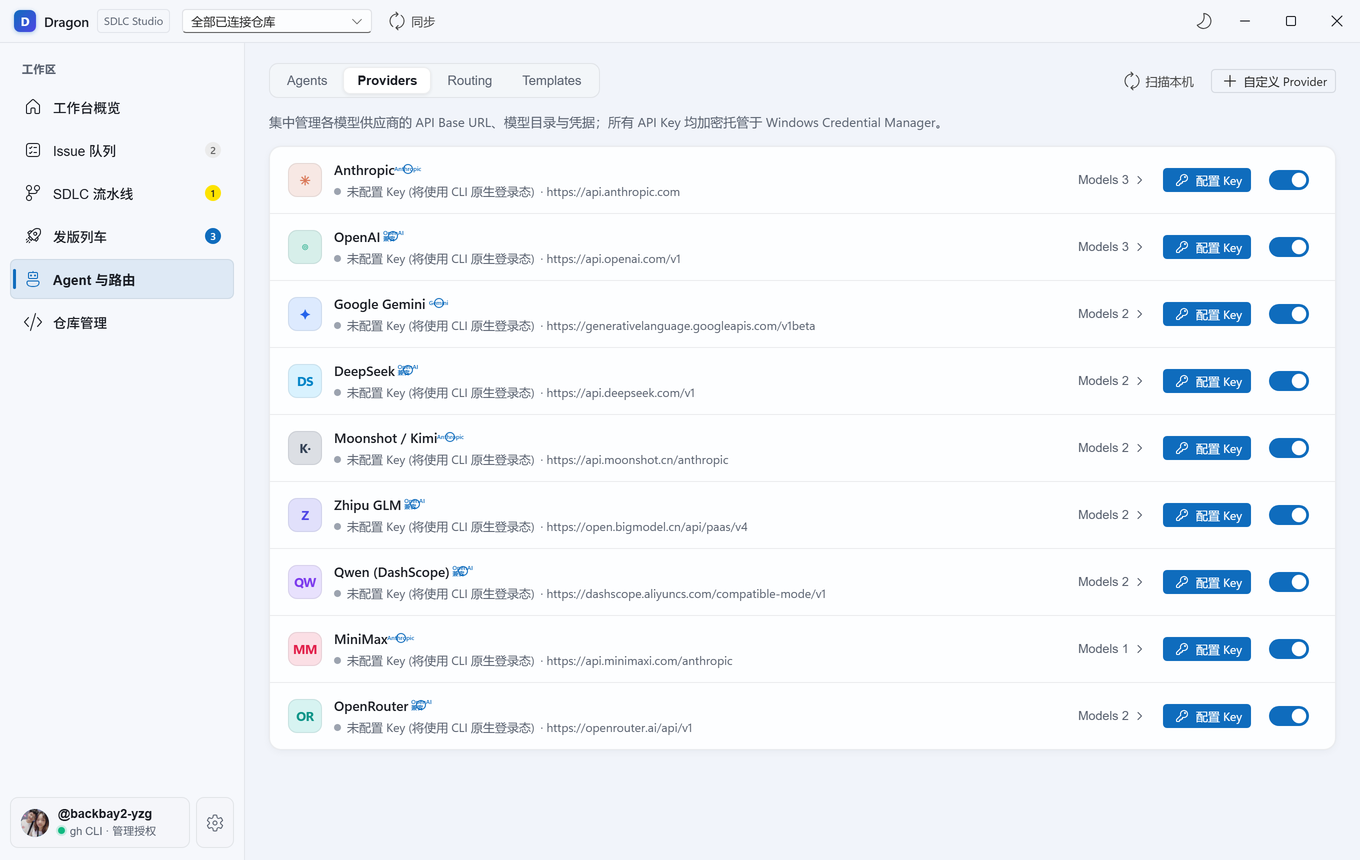 D Dragon SDLC Studio 全部已连接仓库 同步
工作区
工作台概览
Issue 队列 2
SDLC 流水线 1
发版列车 3
Agent 与路由
仓库管理
@backbay2-yzg
gh CLI · 管理授权
Agents Providers Routing Templates 扫描本机 自定义 Provider
集中管理各模型供应商的 API Base URL、模型目录与凭据；所有 API Key 均加密托管于 Windows Credential Manager。
Anthropic Anthropic
未配置 Key (将使用 CLI 原生登录态) · https://api.anthropic.com
Models 3 配置 Key
OpenAI OpenAI
未配置 Key (将使用 CLI 原生登录态) · https://api.openai.com/v1
Models 3 配置 Key
Google Gemini Gemini
未配置 Key (将使用 CLI 原生登录态) · https://generativelanguage.googleapis.com/v1beta
Models 2 配置 Key
DS DeepSeek OpenAI
未配置 Key (将使用 CLI 原生登录态) · https://api.deepseek.com/v1
Models 2 配置 Key
K· Moonshot / Kimi Anthropic
未配置 Key (将使用 CLI 原生登录态) · https://api.moonshot.cn/anthropic
Models 2 配置 Key
Z Zhipu GLM OpenAI
未配置 Key (将使用 CLI 原生登录态) · https://open.bigmodel.cn/api/paas/v4
Models 2 配置 Key
QW Qwen (DashScope) OpenAI
未配置 Key (将使用 CLI 原生登录态) · https://dashscope.aliyuncs.com/compatible-mode/v1
Models 2 配置 Key
MM MiniMax Anthropic
未配置 Key (将使用 CLI 原生登录态) · https://api.minimaxi.com/anthropic
Models 1 配置 Key
OR OpenRouter OpenAI
未配置 Key (将使用 CLI 原生登录态) · https://openrouter.ai/api/v1
Models 2 配置 Key